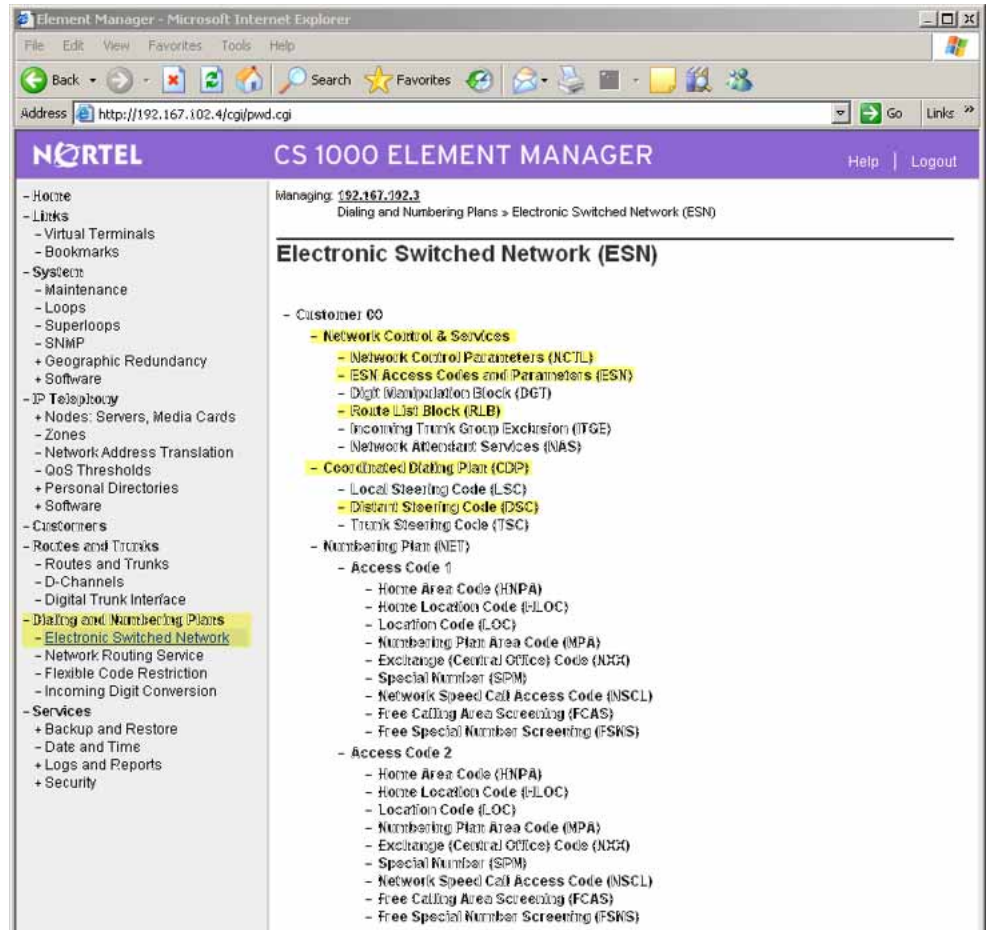 Element Manager - Microsoft Internet Explorer
File Edit View Favorites Tools Help
Back Search Favorites
Address http://192.167.102.4/cgi/pwd.cgi Go Links »
NORTEL CS 1000 ELEMENT MANAGER Help | Logout
Managing: 192.167.102.3
Dialing and Numbering Plans » Electronic Switched Network (ESN)
- Home
- Links
- Virtual Terminals
- Bookmarks
- System
- Maintenance
- Loops
- Superloops
- SNMP
+ Geographic Redundancy
+ Software
- IP Telephony
+ Nodes: Servers, Media Cards
- Zones
- Network Address Translation
- QoS Thresholds
+ Personal Directories
+ Software
- Customers
- Routes and Trunks
- Routes and Trunks
- D-Channels
- Digital Trunk Interface
- Dialing and Numbering Plans
- Electronic Switched Network
- Network Routing Service
- Flexible Code Restriction
- Incoming Digit Conversion
- Services
+ Backup and Restore
- Date and Time
+ Logs and Reports
+ Security
Electronic Switched Network (ESN)
- Customer 00
- Network Control & Services
- Network Control Parameters (NCTL)
- ESN Access Codes and Parameters (ESN)
- Digit Manipulation Block (DGT)
- Route List Block (RLB)
- Incoming Trunk Group Exclusion (ITGE)
- Network Attendant Services (NAS)
- Coordinated Dialing Plan (CDP)
- Local Steering Code (LSC)
- Distant Steering Code (DSC)
- Trunk Steering Code (TSC)
- Numbering Plan (NET)
- Access Code 1
- Home Area Code (HNPA)
- Home Location Code (HLOC)
- Location Code (LOC)
- Numbering Plan Area Code (NPA)
- Exchange (Central Office) Code (NXX)
- Special Number (SPN)
- Network Speed Call Access Code (NSCL)
- Free Calling Area Screening (FCAS)
- Free Special Number Screening (FSNS)
- Access Code 2
- Home Area Code (HNPA)
- Home Location Code (HLOC)
- Location Code (LOC)
- Numbering Plan Area Code (NPA)
- Exchange (Central Office) Code (NXX)
- Special Number (SPN)
- Network Speed Call Access Code (NSCL)
- Free Calling Area Screening (FCAS)
- Free Special Number Screening (FSNS)